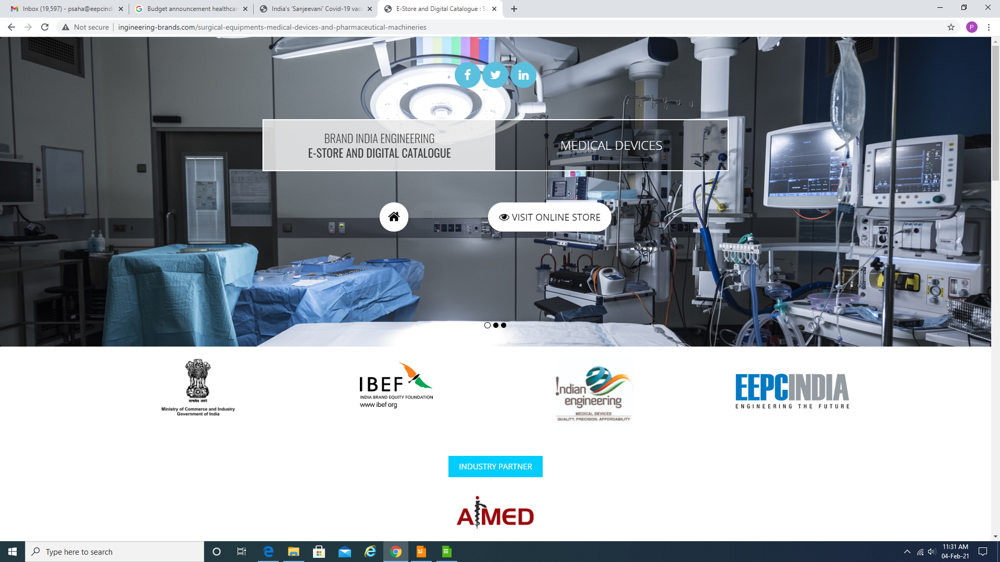 Inbox (19,597) - psaha@eepcindi
Budget announcement healthcar
India's 'Sanjeevani' Covid-19 vacc
E-Store and Digital Catalogue : S
Not secure
ingineering-brands.com/surgical-equipments-medical-devices-and-pharmaceutical-machineries
P
BRAND INDIA ENGINEERING
E-STORE AND DIGITAL CATALOGUE
MEDICAL DEVICES
GET LISTED
VISIT ONLINE STORE
सत्यमेव जयते
Ministry of Commerce and Industry
Government of India
IBEF
INDIA BRAND EQUITY FOUNDATION
www ibef org
!ndian
engineering
MEDICAL DEVICES
QUALITY. PRECISION. AFFORDABILITY
EEPCINDIA
ENGINEERING THE FUTURE
INDUSTRY PARTNER
AiMED
Type here to search
11:31 AM
04-Feb-21